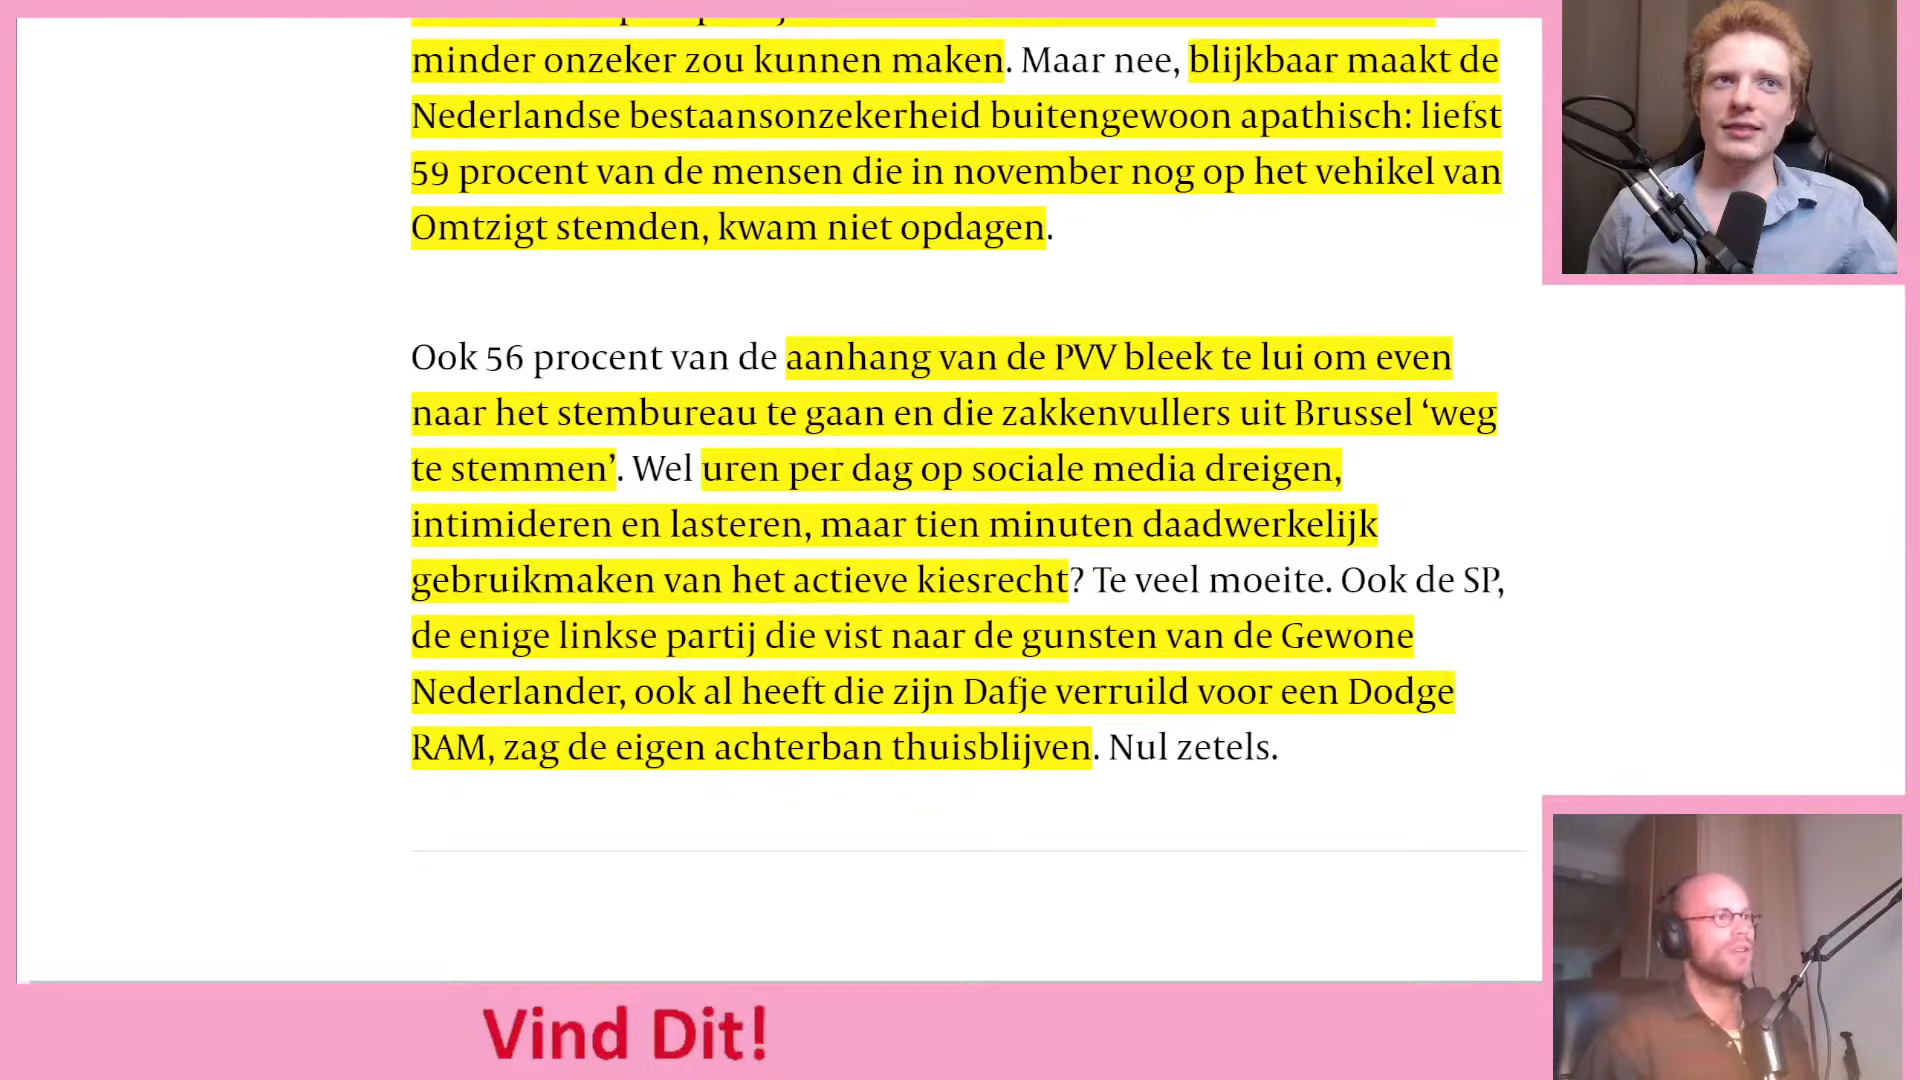 minder onzeker zou kunnen maken. Maar nee, blijkbaar maakt de
Nederlandse bestaansonzekerheid buitengewoon apathisch: liefst
59 procent van de mensen die in november nog op het vehikel van
Omtzigt stemden, kwam niet opdagen.
Ook 56 procent van de aanhang van de PVV bleek te lui om even
naar het stembureau te gaan en die zakkenvullers uit Brussel ‘weg
te stemmen’. Wel uren per dag op sociale media dreigen,
intimideren en lasteren, maar tien minuten daadwerkelijk
gebruikmaken van het actieve kiesrecht? Te veel moeite. Ook de SP,
de enige linkse partij die vist naar de gunsten van de Gewone
Nederlander, ook al heeft die zijn Dafje verruild voor een Dodge
RAM, zag de eigen achterban thuisblijven. Nul zetels.
Vind Dit!